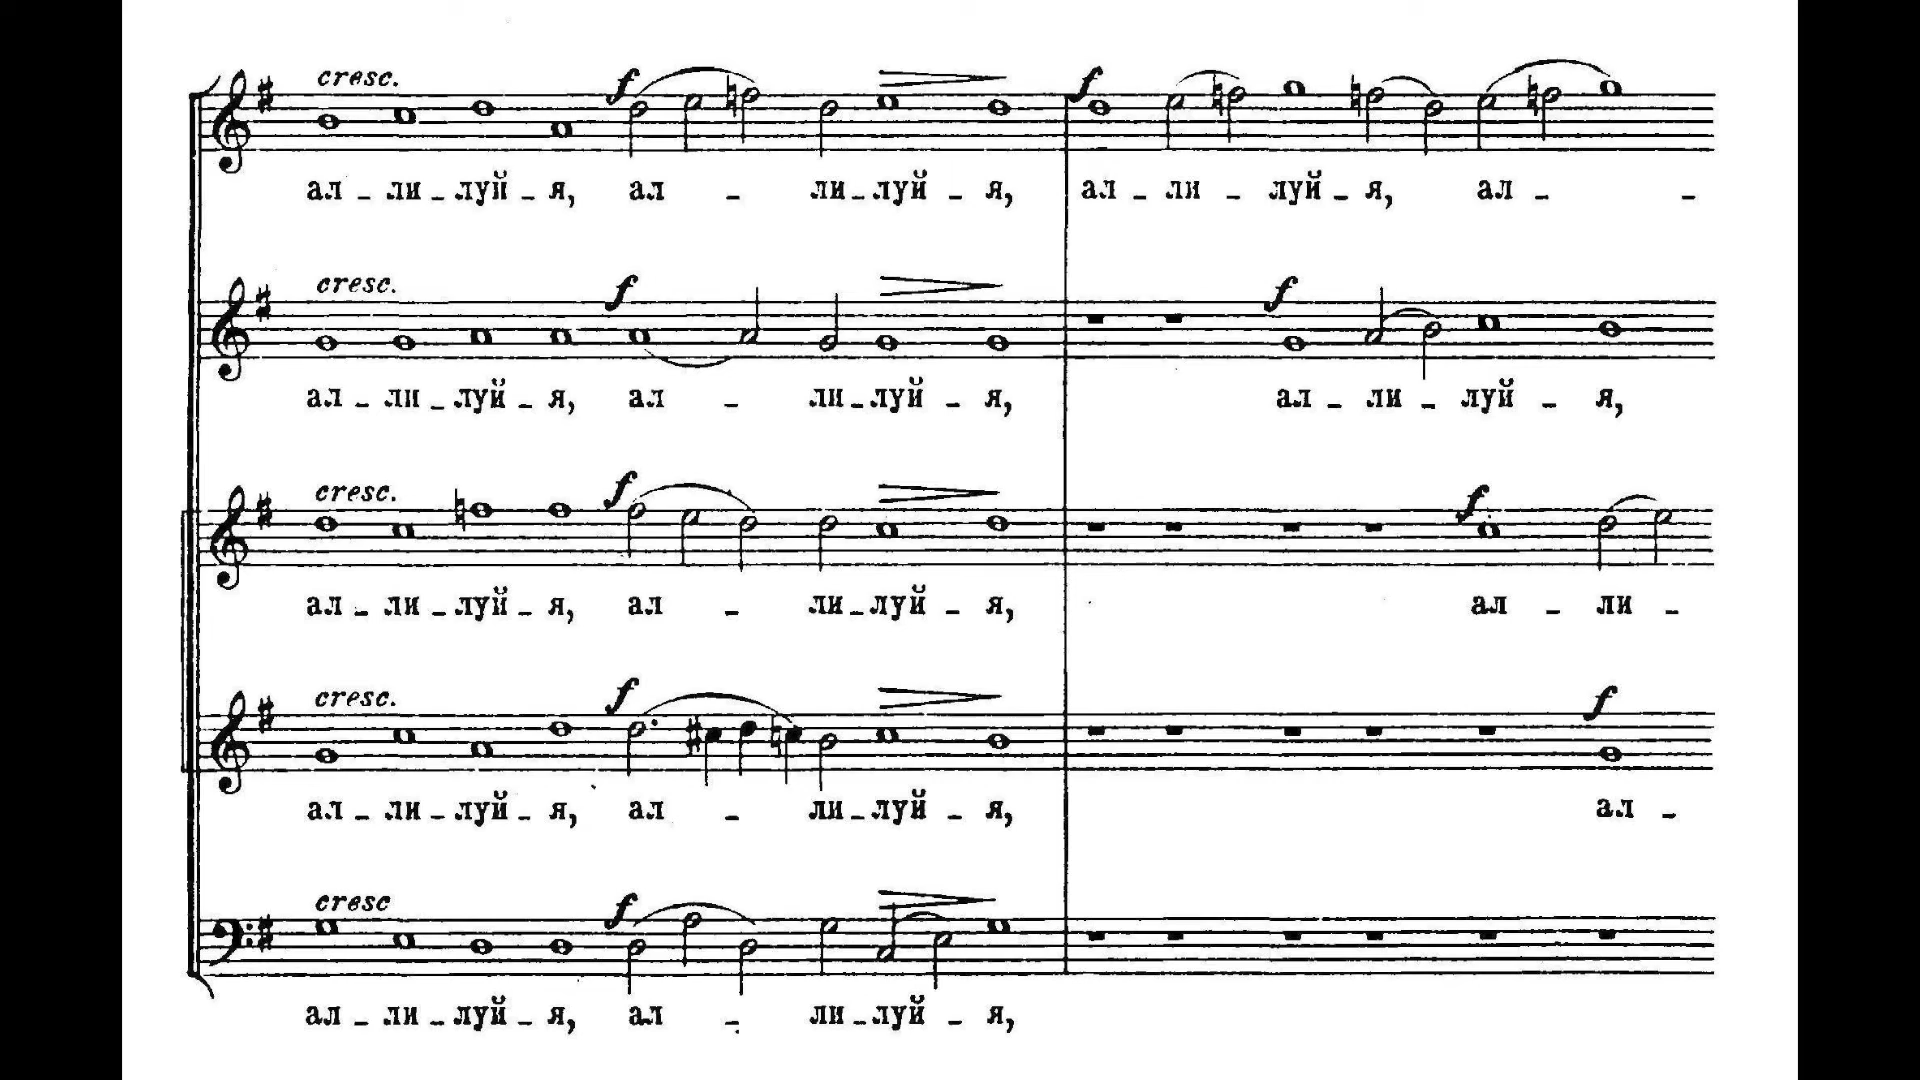 cresc. f f
ал - ли - луй - я, ал - ли - луй - я, ал - ли - луй - я, ал - -
cresc. f f
ал - ли - луй - я, ал - ли - луй - я, ал - ли - луй - я,
cresc. f f
ал - ли - луй - я, ал - ли - луй - я, ал - ли -
cresc. f f
ал - ли - луй - я, ал - ли - луй - я, ал -
cresc f
ал - ли - луй - я, ал - ли - луй - я,